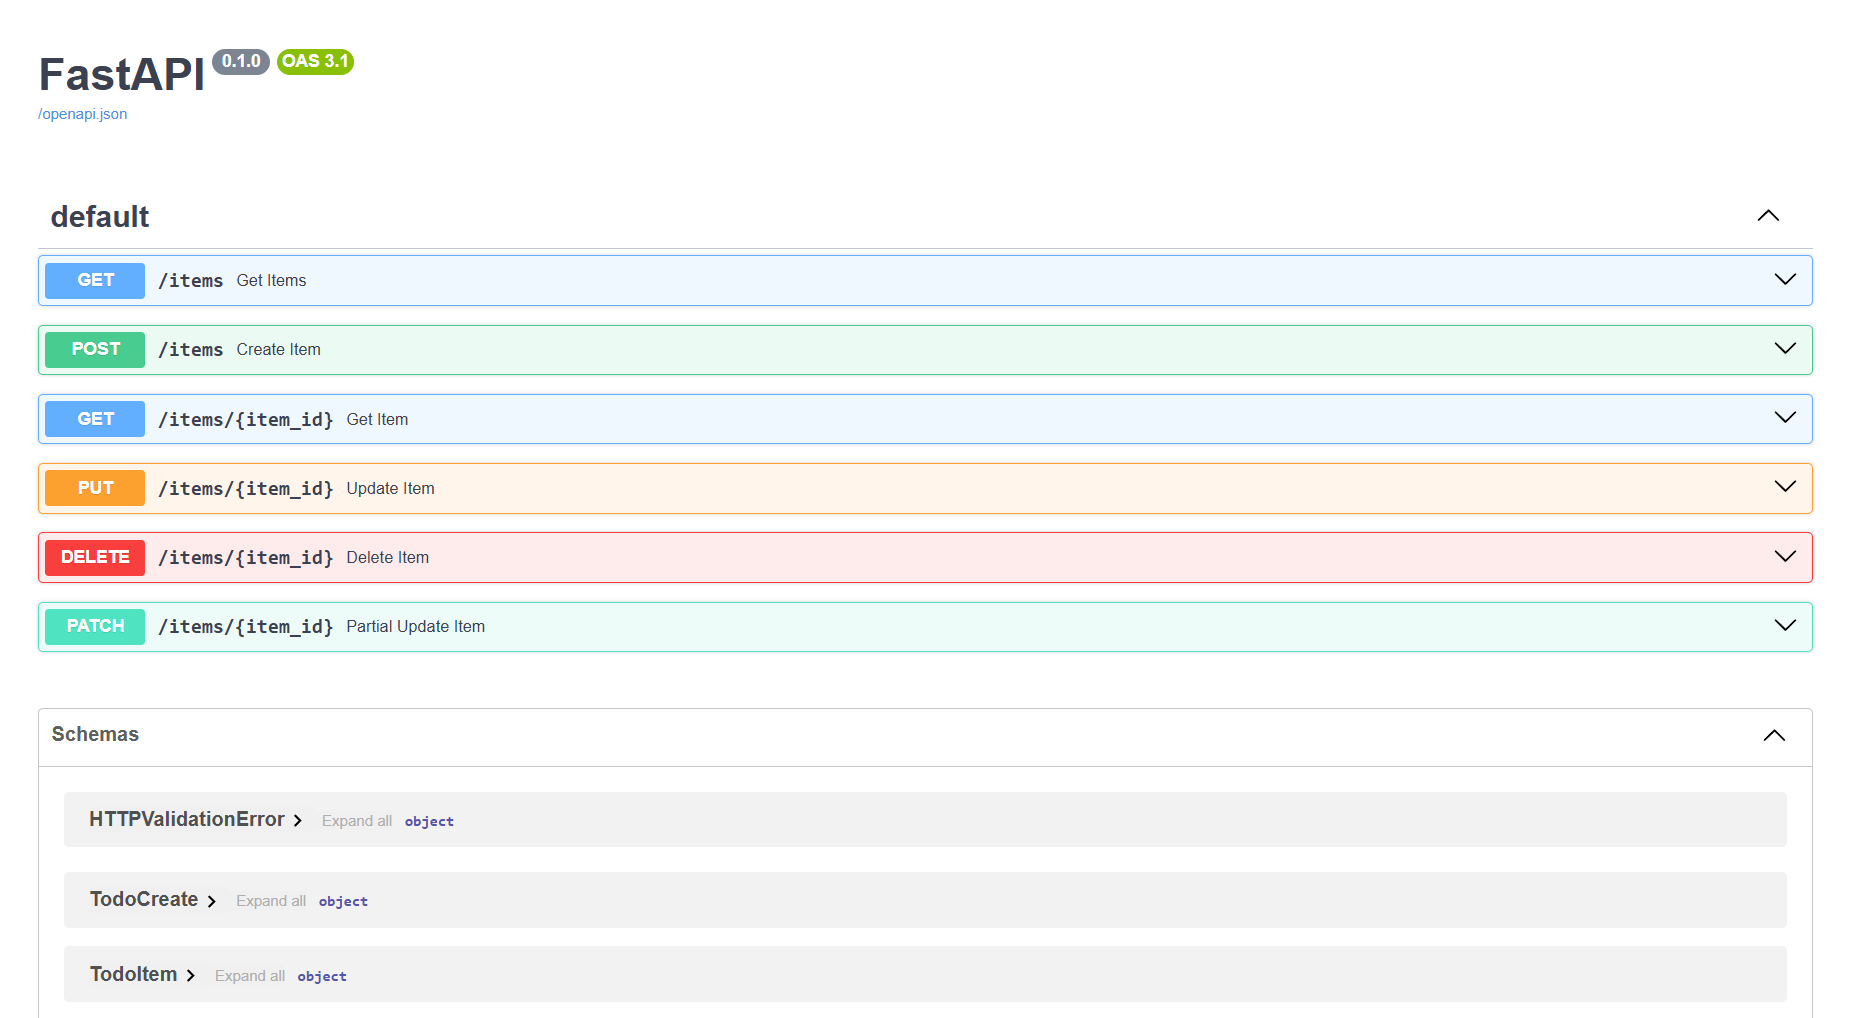 FastAPI 0.1.0 OAS 3.1
/openapi.json
default
GET /items Get Items
POST /items Create Item
GET /items/{item_id} Get Item
PUT /items/{item_id} Update Item
DELETE /items/{item_id} Delete Item
PATCH /items/{item_id} Partial Update Item
Schemas
HTTPValidationError Expand all object
TodoCreate Expand all object
TodoItem Expand all object